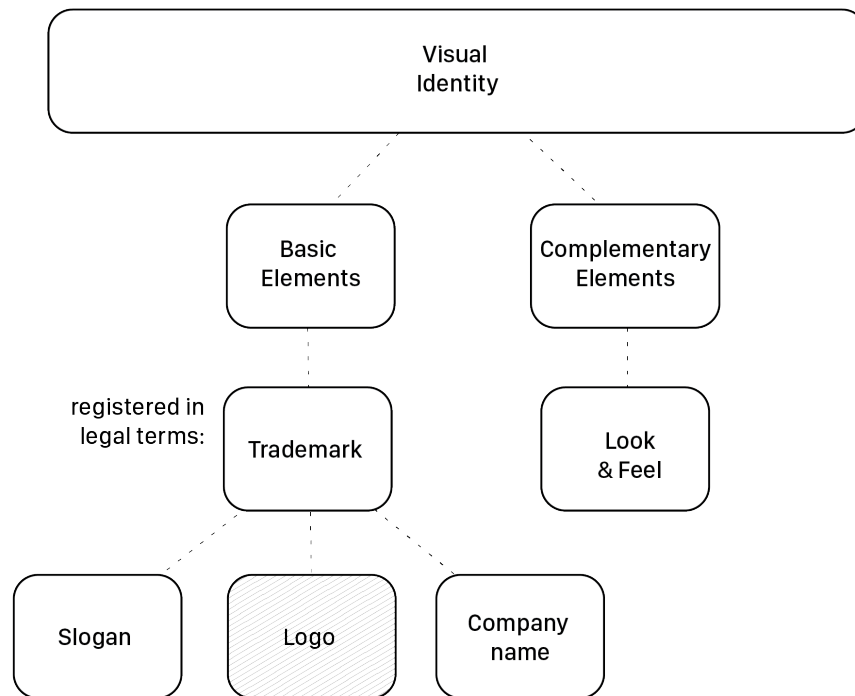 Visual
Identity
Basic
Elements
Complementary
Elements
registered in
legal terms:
Trademark
Look
& Feel
Slogan
Logo
Company
name